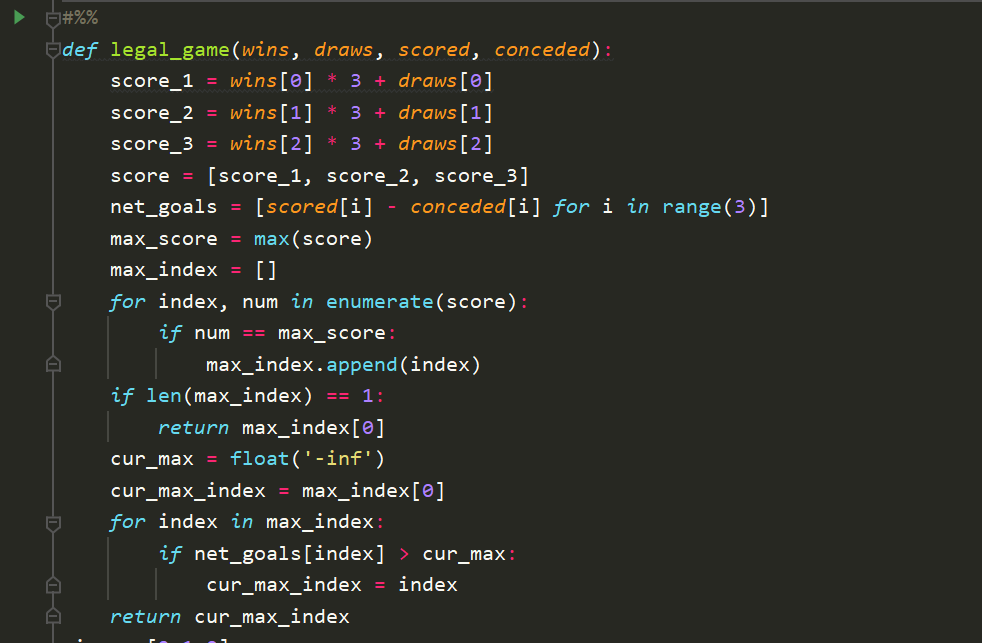 #%%
def legal_game(wins, draws, scored, conceded):
    score_1 = wins[0] * 3 + draws[0]
    score_2 = wins[1] * 3 + draws[1]
    score_3 = wins[2] * 3 + draws[2]
    score = [score_1, score_2, score_3]
    net_goals = [scored[i] - conceded[i] for i in range(3)]
    max_score = max(score)
    max_index = []
    for index, num in enumerate(score):
        if num == max_score:
            max_index.append(index)
    if len(max_index) == 1:
        return max_index[0]
    cur_max = float('-inf')
    cur_max_index = max_index[0]
    for index in max_index:
        if net_goals[index] > cur_max:
            cur_max_index = index
    return cur_max_index